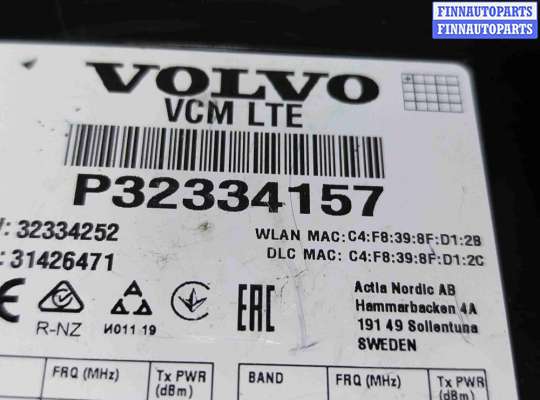 FINNAUTOPARTS
FINNAUTOPARTS
VOLVO
VCM LTE
P32334157
: 32334252
: 31426471
WLAN MAC:C4:F8:39:8F:D1:2B
DLC MAC: C4:F8:39:8F:D1:2C
R-NZ
И011 19
EAC
Actia Nordic AB
Hammarbacken 4A
191 49 Sollentuna
SWEDEN
FRQ (MHz)
Tx PWR
(dBm)
BAND
FRQ (MHz)
Tx PWR
(dBm)